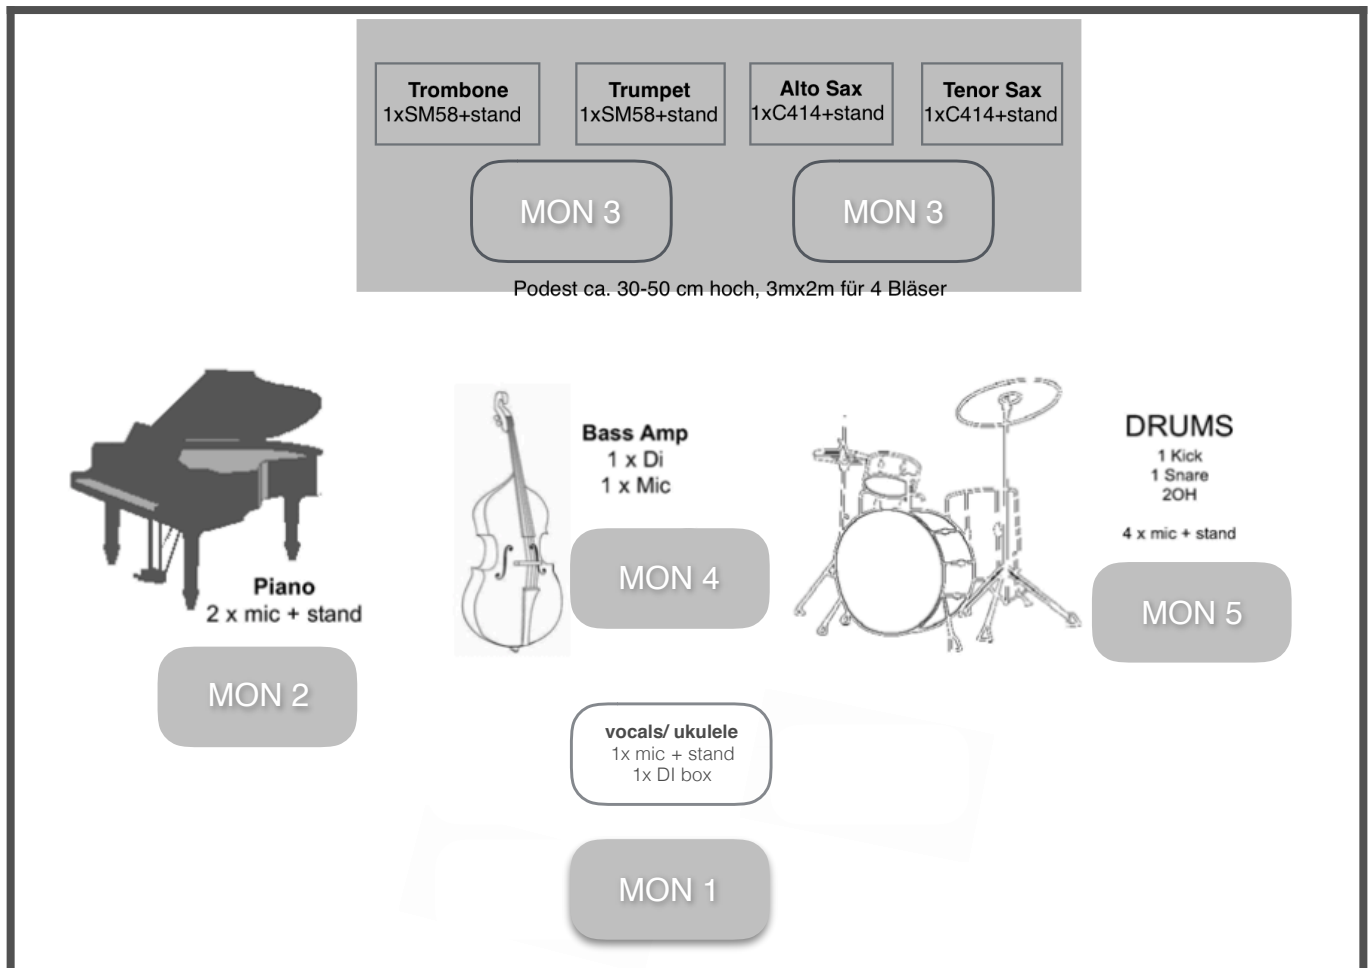 Trombone
1xSM58+stand
Trumpet
1xSM58+stand
Alto Sax
1xC414+stand
Tenor Sax
1xC414+stand
MON 3
MON 3
Podest ca. 30-50 cm hoch, 3mx2m für 4 Bläser
Piano
2 x mic + stand
MON 2
Bass Amp
1 x Di
1 x Mic
MON 4
DRUMS
1 Kick
1 Snare
2OH
4 x mic + stand
MON 5
vocals/ ukulele
1x mic + stand
1x DI box
MON 1